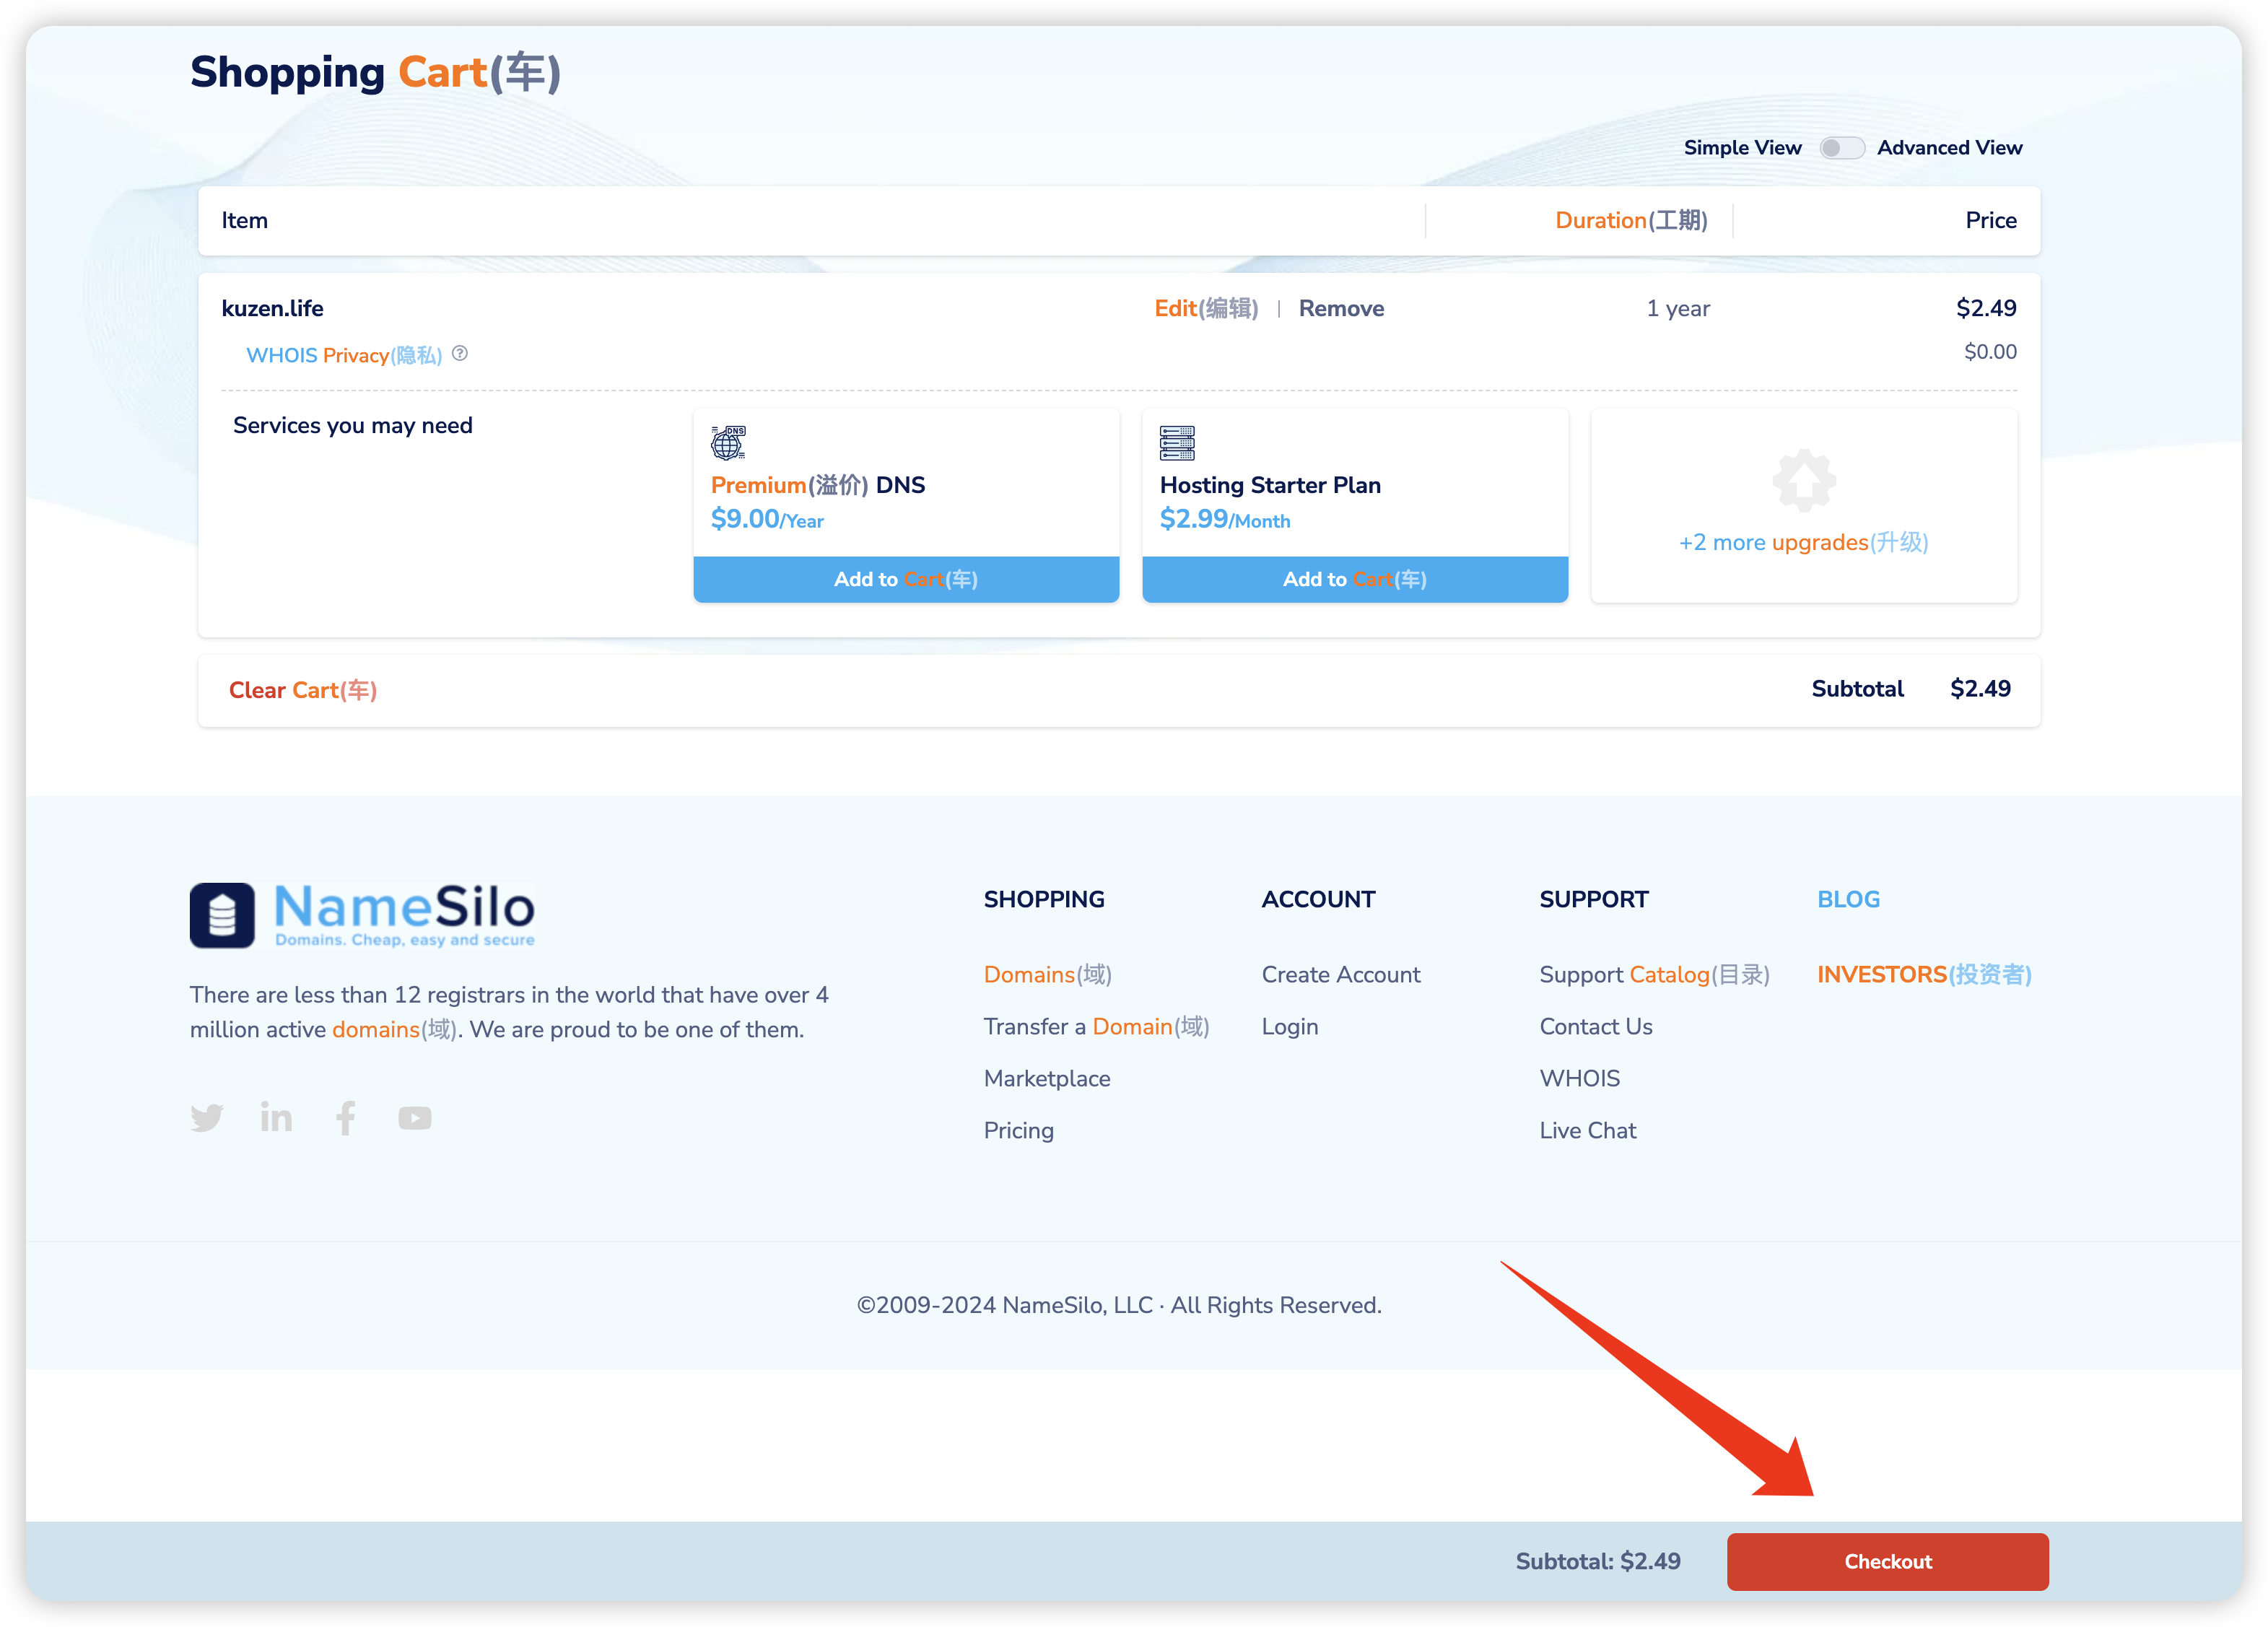 Shopping Cart(车)
Simple View Advanced View
Item Duration(工期) Price
kuzen.life Edit(编辑) | Remove 1 year $2.49
WHOIS Privacy(隐私) ? $0.00
Services you may need
DNS
Premium(溢价) DNS
$9.00/Year
Add to Cart(车)
Hosting Starter Plan
$2.99/Month
Add to Cart(车)
+2 more upgrades(升级)
Clear Cart(车) Subtotal $2.49
NameSilo
Domains. Cheap, easy and secure
There are less than 12 registrars in the world that have over 4
million active domains(域). We are proud to be one of them.
SHOPPING
Domains(域)
Transfer a Domain(域)
Marketplace
Pricing
ACCOUNT
Create Account
Login
SUPPORT
Support Catalog(目录)
Contact Us
WHOIS
Live Chat
BLOG
INVESTORS(投资者)
©2009-2024 NameSilo, LLC · All Rights Reserved.
Subtotal: $2.49 Checkout